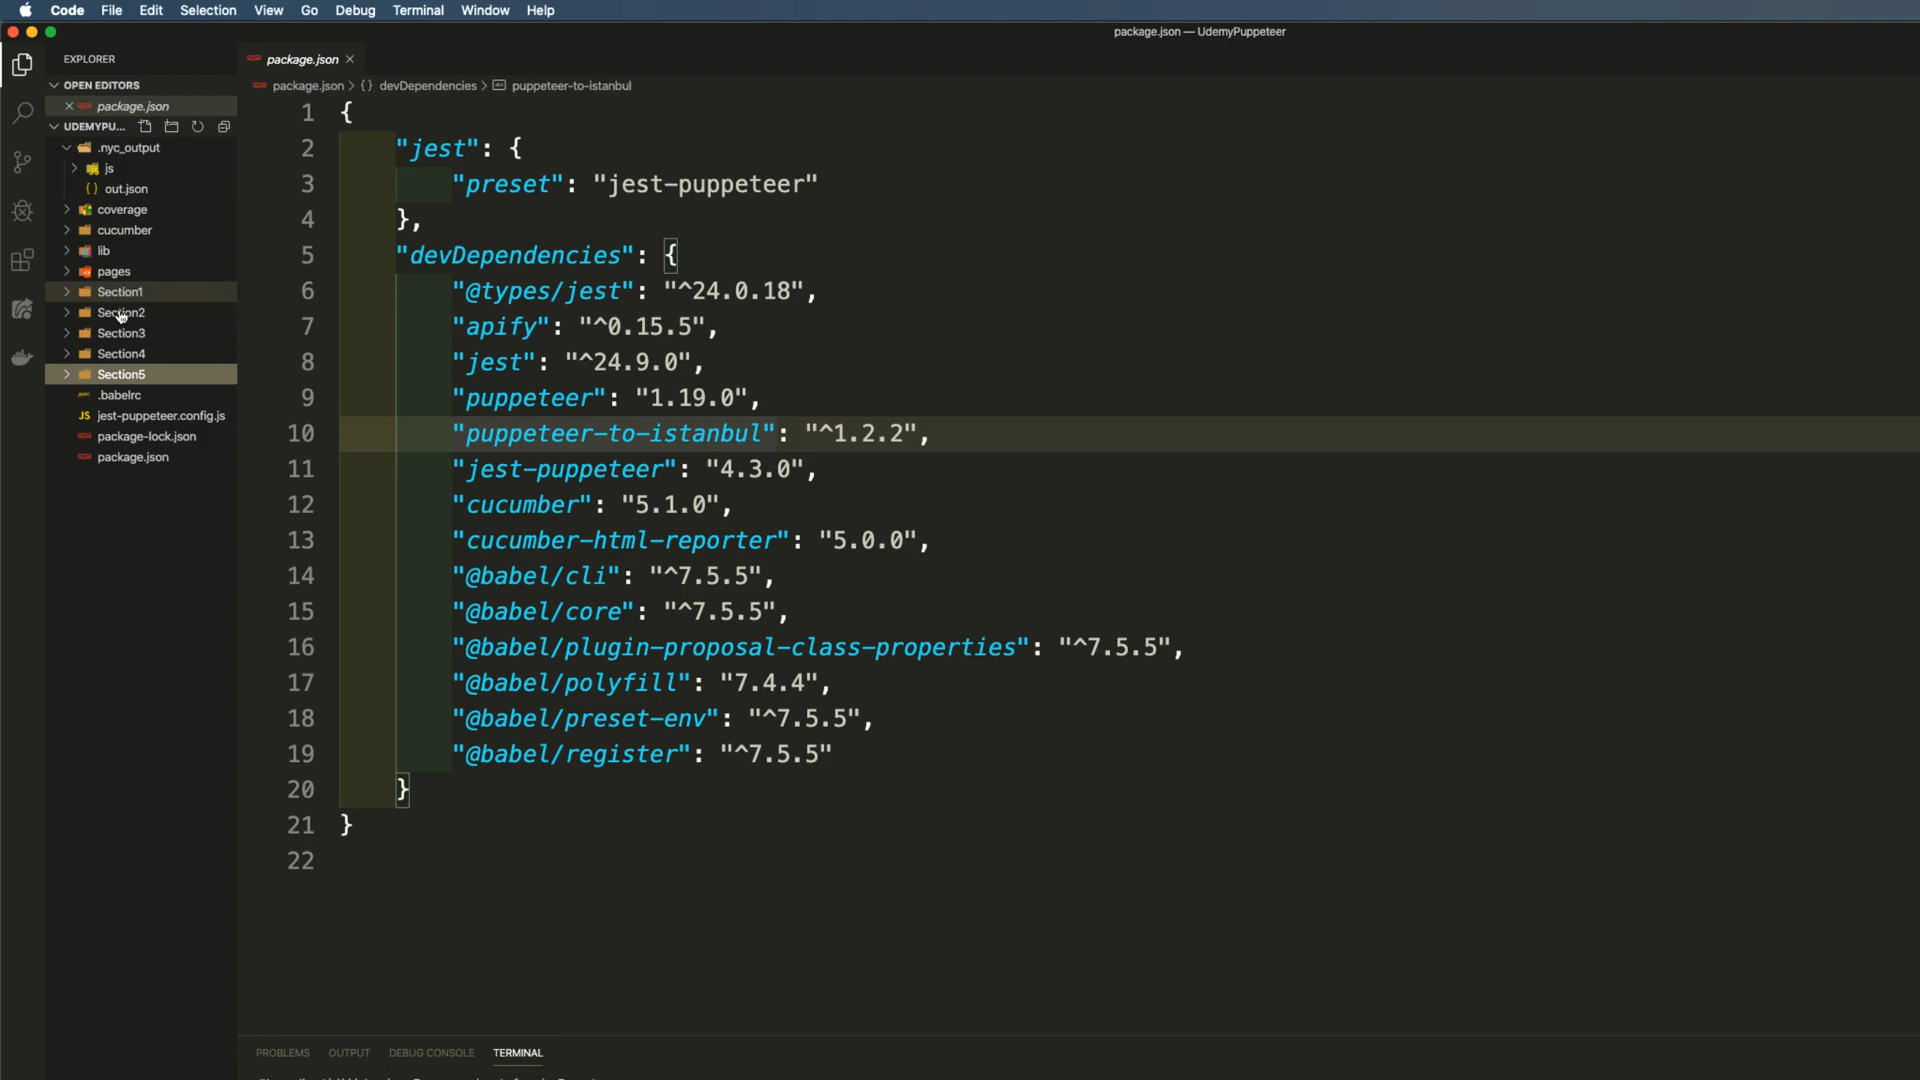 Code File Edit Selection View Go Debug Terminal Window Help
package.json — UdemyPuppeteer
EXPLORER
package.json
OPEN EDITORS
package.json
UDEMYPU...
.nyc_output
js
out.json
coverage
cucumber
lib
pages
Section1
Section2
Section3
Section4
Section5
.babelrc
JS jest-puppeteer.config.js
package-lock.json
package.json
package.json > {} devDependencies > puppeteer-to-istanbul
1 {
2 "jest": {
3 "preset": "jest-puppeteer"
4 },
5 "devDependencies": {
6 "@types/jest": "^24.0.18",
7 "apify": "^0.15.5",
8 "jest": "^24.9.0",
9 "puppeteer": "1.19.0",
10 "puppeteer-to-istanbul": "^1.2.2",
11 "jest-puppeteer": "4.3.0",
12 "cucumber": "5.1.0",
13 "cucumber-html-reporter": "5.0.0",
14 "@babel/cli": "^7.5.5",
15 "@babel/core": "^7.5.5",
16 "@babel/plugin-proposal-class-properties": "^7.5.5",
17 "@babel/polyfill": "7.4.4",
18 "@babel/preset-env": "^7.5.5",
19 "@babel/register": "^7.5.5"
20 }
21 }
22
PROBLEMS OUTPUT DEBUG CONSOLE TERMINAL